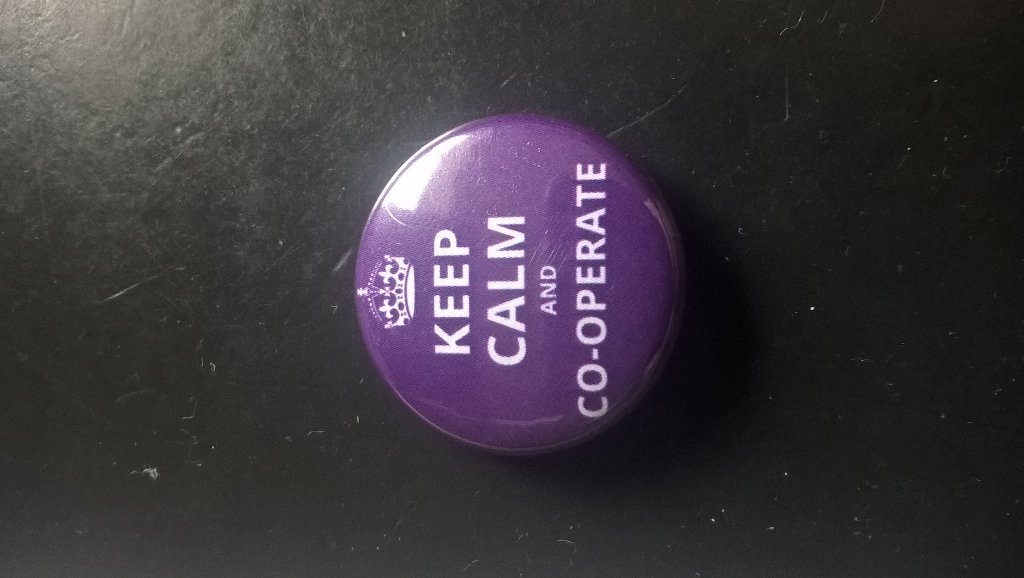 KEEP
CALM
AND
CO-OPERATE